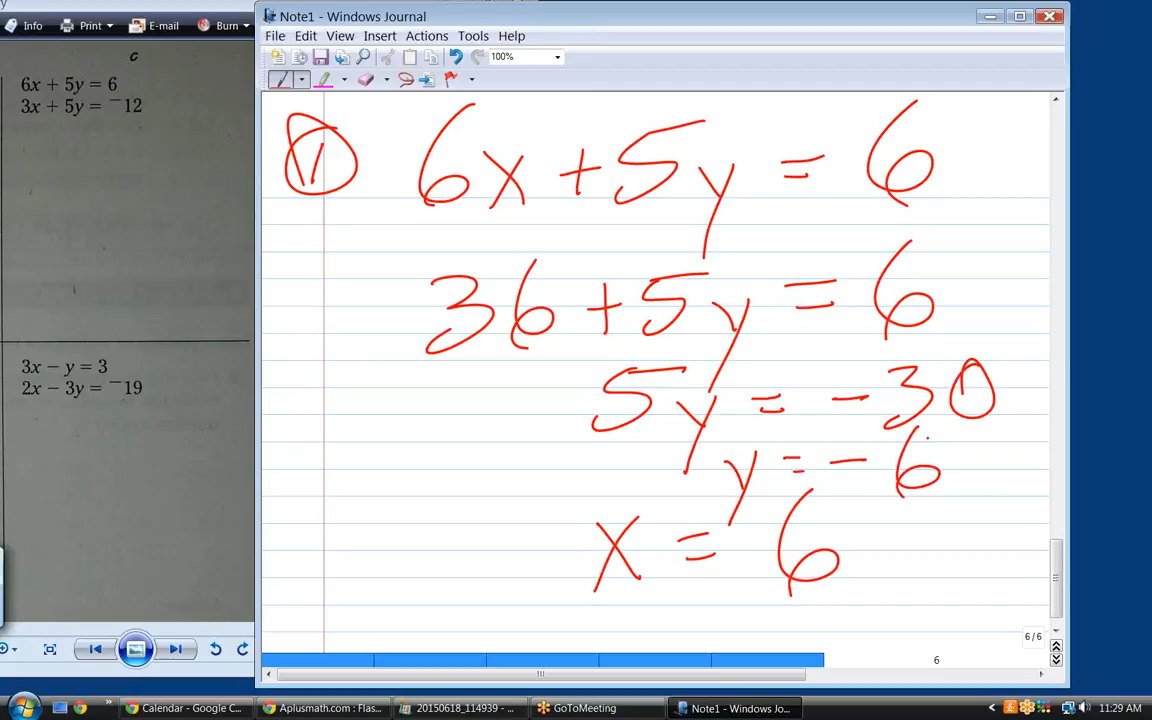 Info Print E-mail Burn
c
6x + 5y = 6
3x + 5y = ⁻12
3x − y = 3
2x − 3y = ⁻19
Note1 - Windows Journal
File Edit View Insert Actions Tools Help
100%
① 6x + 5y = 6
36 + 5y = 6
5y = -30
y = -6
x = 6
6/6
6
Calendar - Google C...
Aplusmath.com : Flas...
20150618_114939 - ...
GoToMeeting
Note1 - Windows Jo...
11:29 AM